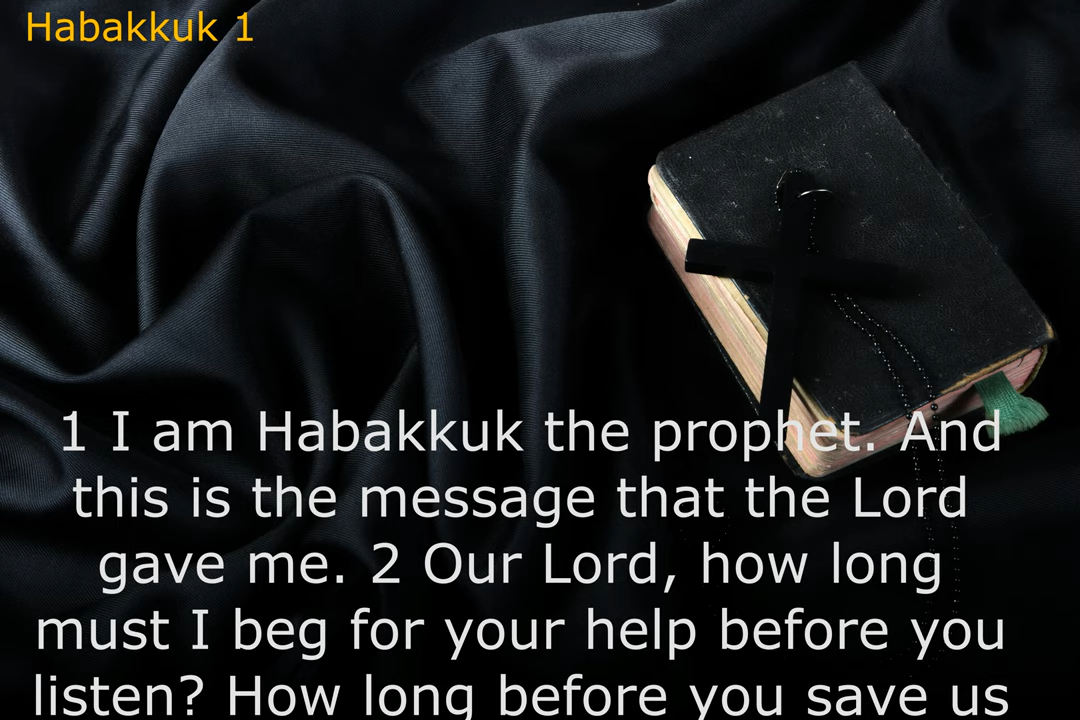 Habakkuk 1
1 I am Habakkuk the prophet. And
this is the message that the Lord
gave me. 2 Our Lord, how long
must I beg for your help before you
listen? How long before you save us